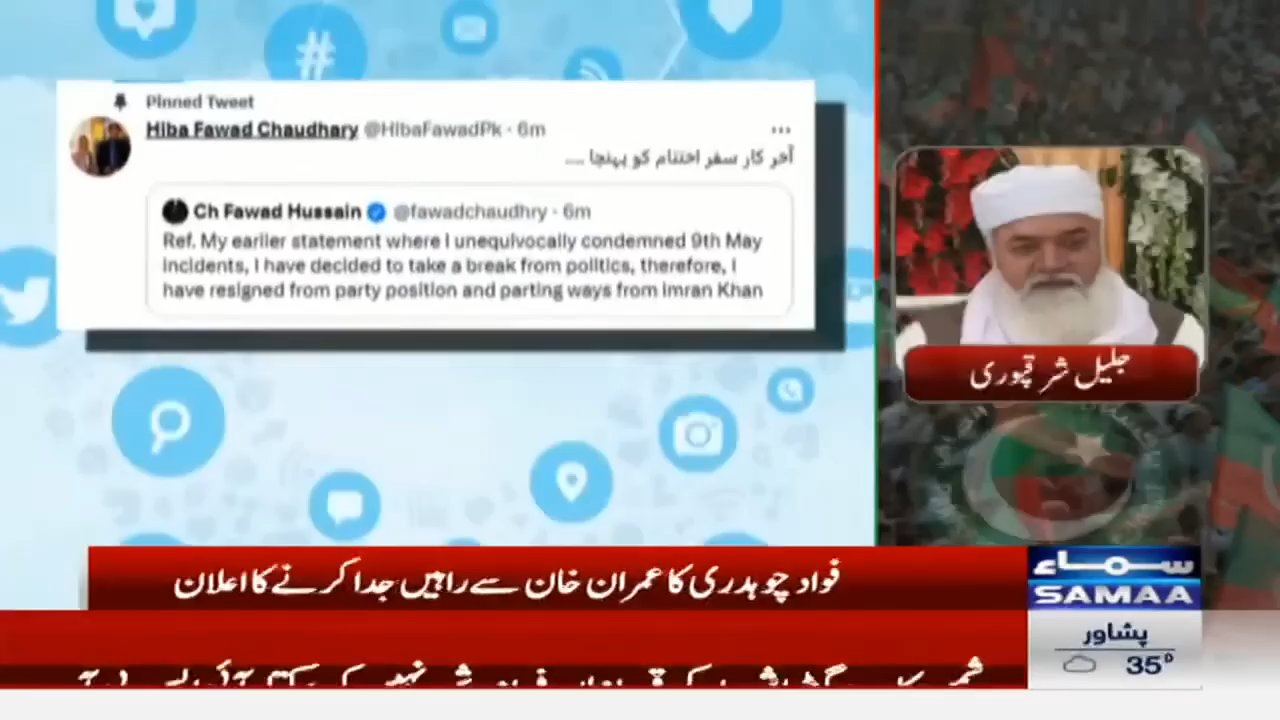 Pinned Tweet
Hiba Fawad Chaudhary @HibaFawadPk · 6m
آخر کار سفر اختتام کو پہنچا ....
Ch Fawad Hussain @fawadchaudhry · 6m
Ref. My earlier statement where I unequivocally condemned 9th May
incidents, I have decided to take a break from politics, therefore, I
have resigned from party position and parting ways from Imran Khan
جلیل شرقپوری
فواد چوہدری کا عمران خان سے راہیں جدا کرنے کا اعلان
سماء
SAMAA
پشاور
35°